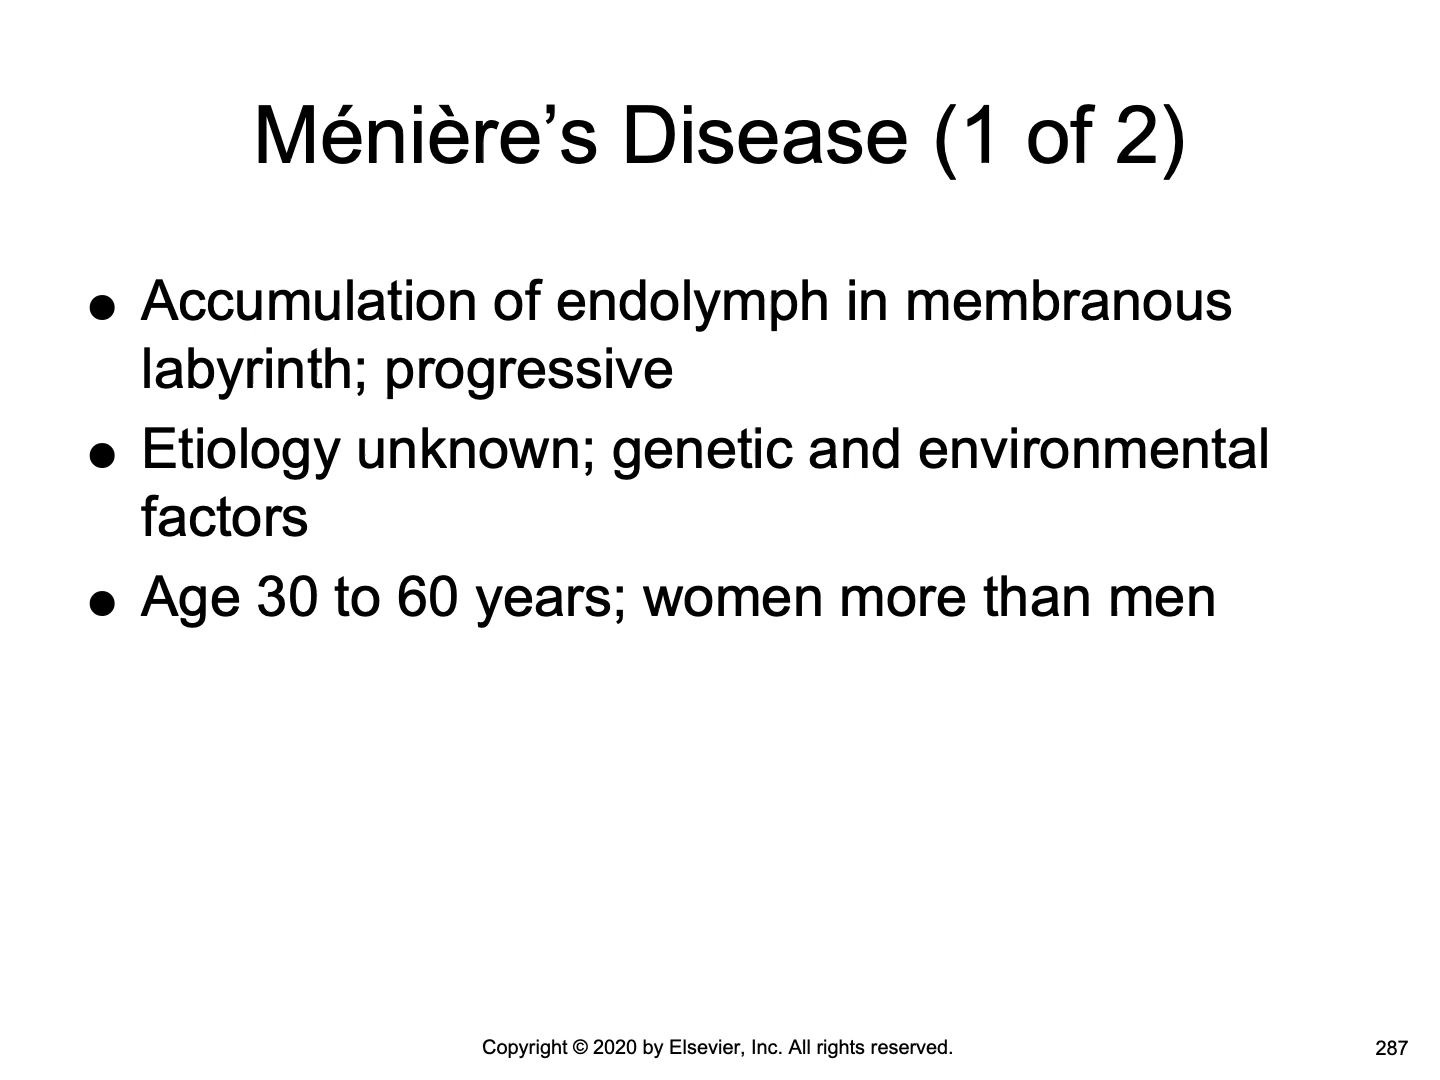 Ménière’s Disease (1 of 2)
● Accumulation of endolymph in membranous
labyrinth; progressive
● Etiology unknown; genetic and environmental
factors
● Age 30 to 60 years; women more than men
Copyright © 2020 by Elsevier, Inc. All rights reserved.
287